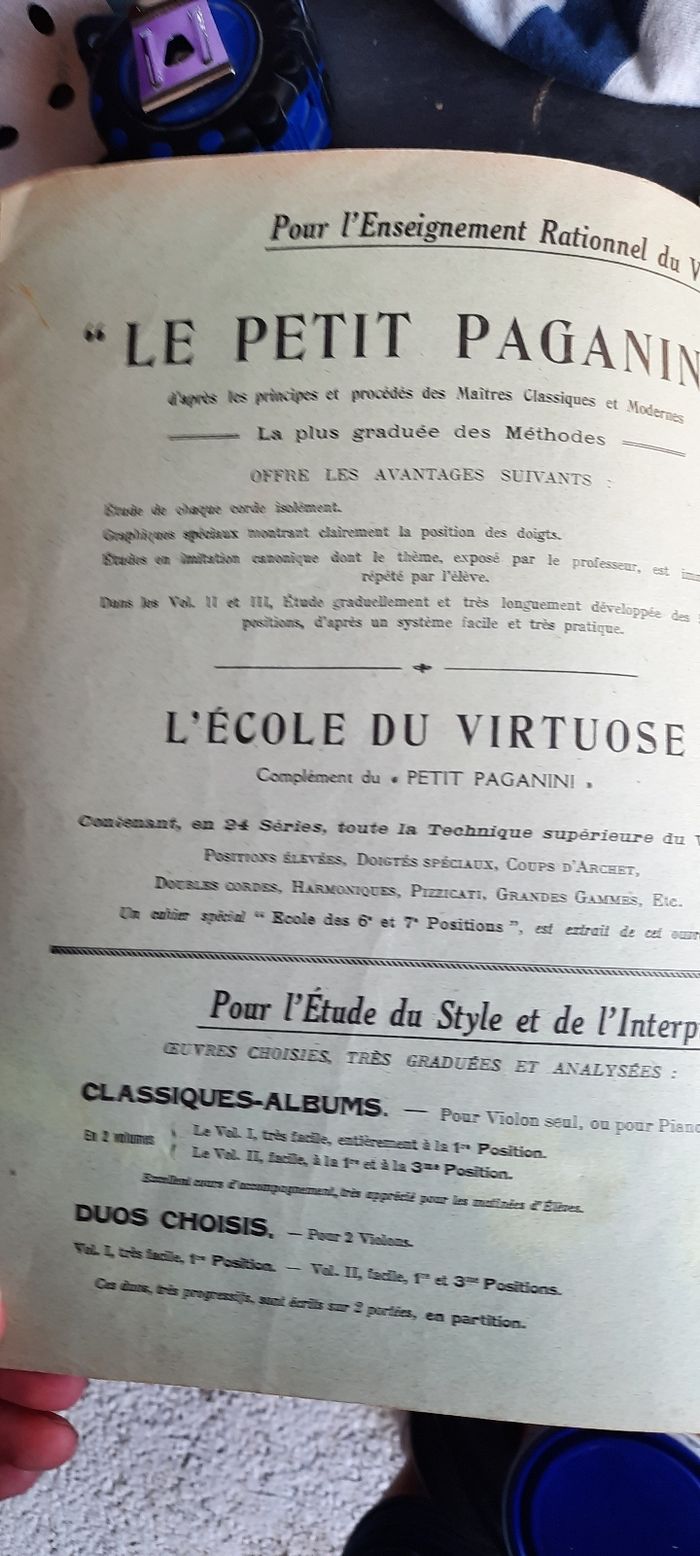 Pour l'Enseignement Rationnel du V
“ LE PETIT PAGANIN
d'après les principes et procédés des Maîtres Classiques et Modernes
La plus graduée des Méthodes
OFFRE LES AVANTAGES SUIVANTS :
Étude de chaque corde isolément.
Graphiques spéciaux montrant clairement la position des doigts.
Études en imitation canonique dont le thème, exposé par le professeur, est im
répété par l'élève.
Dans les Vol. II et III, Étude graduellement et très longuement développée des
positions, d'après un système facile et très pratique.
L'ÉCOLE DU VIRTUOSE
Complément du « PETIT PAGANINI »
Contenant, en 24 Séries, toute la Technique supérieure du V
POSITIONS ÉLEVÉES, DOIGTÉS SPÉCIAUX, COUPS D'ARCHET,
DOUBLES CORDES, HARMONIQUES, PIZZICATI, GRANDES GAMMES, Etc.
Un cahier spécial “ Ecole des 6e et 7e Positions ”, est extrait de cet ouvr
Pour l'Étude du Style et de l'Interp
ŒUVRES CHOISIES, TRÈS GRADUÉES ET ANALYSÉES :
CLASSIQUES-ALBUMS. — Pour Violon seul, ou pour Piano
En 2 volumes
Le Vol. I, très facile, entièrement à la 1re Position.
Le Vol. II, facile, à la 1re et à la 3me Position.
Excellent cours d'accompagnement, très apprécié pour les matinées d'Élèves.
DUOS CHOISIS. — Pour 2 Violons.
Vol. I, très facile, 1re Position. — Vol. II, facile, 1re et 3me Positions.
Ces duos, très progressifs, sont écrits sur 2 portées, en partition.